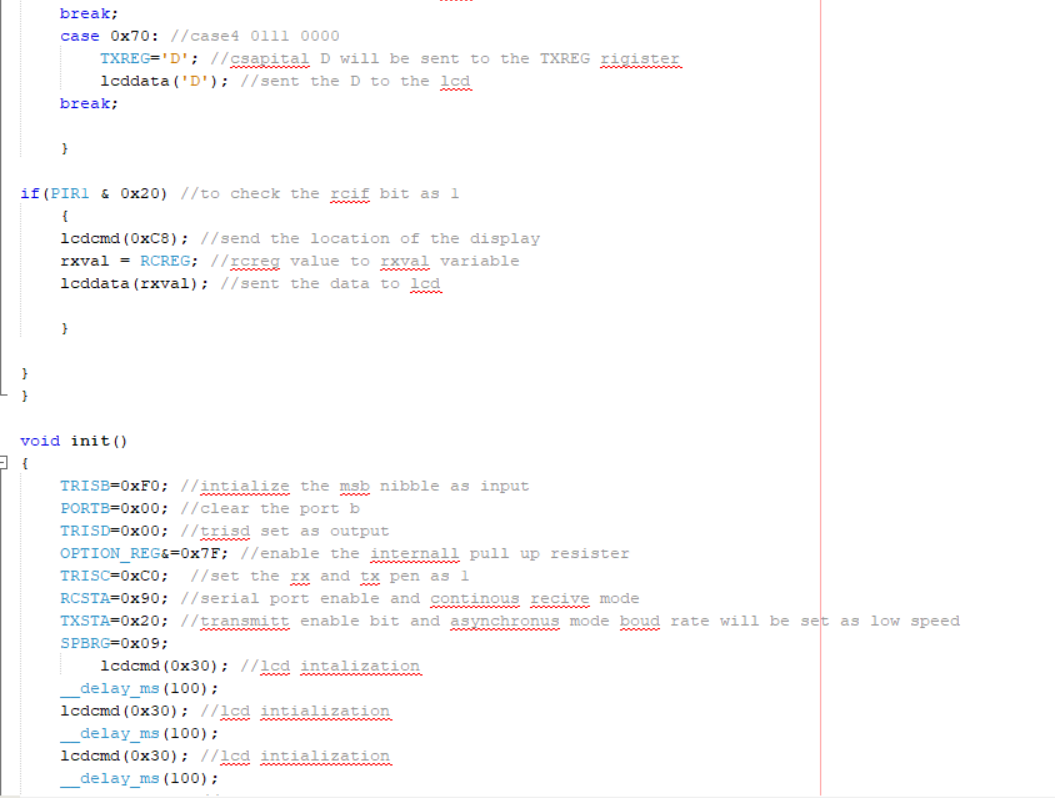 break;
case 0x70: //case4 0111 0000
TXREG='D'; //csapital D will be sent to the TXREG rigister
lcddata('D'); //sent the D to the lcd
break;
}
if(PIR1 & 0x20) //to check the rcif bit as 1
{
lcdcmd(0xC8); //send the location of the display
rxval = RCREG; //rcreg value to rxval variable
lcddata(rxval); //sent the data to lcd
}
}
}
void init()
{
TRISB=0xF0; //intialize the msb nibble as input
PORTB=0x00; //clear the port b
TRISD=0x00; //trisd set as output
OPTION_REG&=0x7F; //enable the internall pull up resister
TRISC=0xC0;  //set the rx and tx pen as 1
RCSTA=0x90; //serial port enable and continous recive mode
TXSTA=0x20; //transmitt enable bit and asynchronus mode boud rate will be set as low speed
SPBRG=0x09;
lcdcmd(0x30); //lcd intalization
__delay_ms(100);
lcdcmd(0x30); //lcd intialization
__delay_ms(100);
lcdcmd(0x30); //lcd intialization
__delay_ms(100);